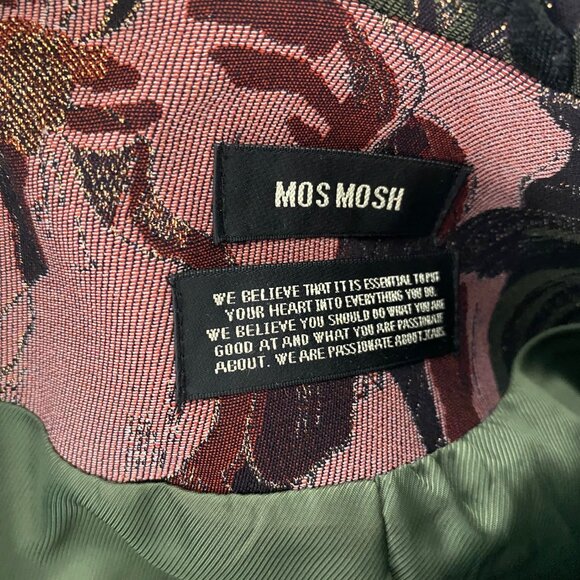 MOS MOSH
WE BELIEVE THAT IT IS ESSENTIAL TO PUT
YOUR HEART INTO EVERYTHING YOU DO.
WE BELIEVE YOU SHOULD DO WHAT YOU ARE
GOOD AT AND WHAT YOU ARE PASSIONATE
ABOUT. WE ARE PASSIONATE ABOUT JEANS.